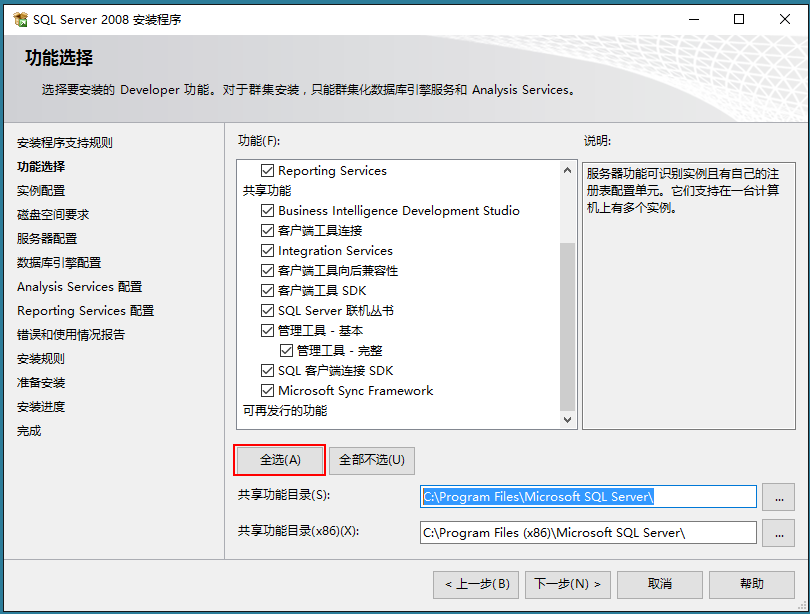 SQL Server 2008 安装程序
功能选择
选择要安装的 Developer 功能。对于群集安装，只能群集化数据库引擎服务和 Analysis Services。
安装程序支持规则
功能选择
实例配置
磁盘空间要求
服务器配置
数据库引擎配置
Analysis Services 配置
Reporting Services 配置
错误和使用情况报告
安装规则
准备安装
安装进度
完成
功能(F):
Reporting Services
共享功能
Business Intelligence Development Studio
客户端工具连接
Integration Services
客户端工具向后兼容性
客户端工具 SDK
SQL Server 联机丛书
管理工具 - 基本
管理工具 - 完整
SQL 客户端连接 SDK
Microsoft Sync Framework
可再发行的功能
说明:
服务器功能可识别实例且有自己的注
册表配置单元。它们支持在一台计算
机上有多个实例。
全选(A)
全部不选(U)
共享功能目录(S):
C:\Program Files\Microsoft SQL Server\
...
共享功能目录(x86)(X):
C:\Program Files (x86)\Microsoft SQL Server\
...
< 上一步(B)
下一步(N) >
取消
帮助